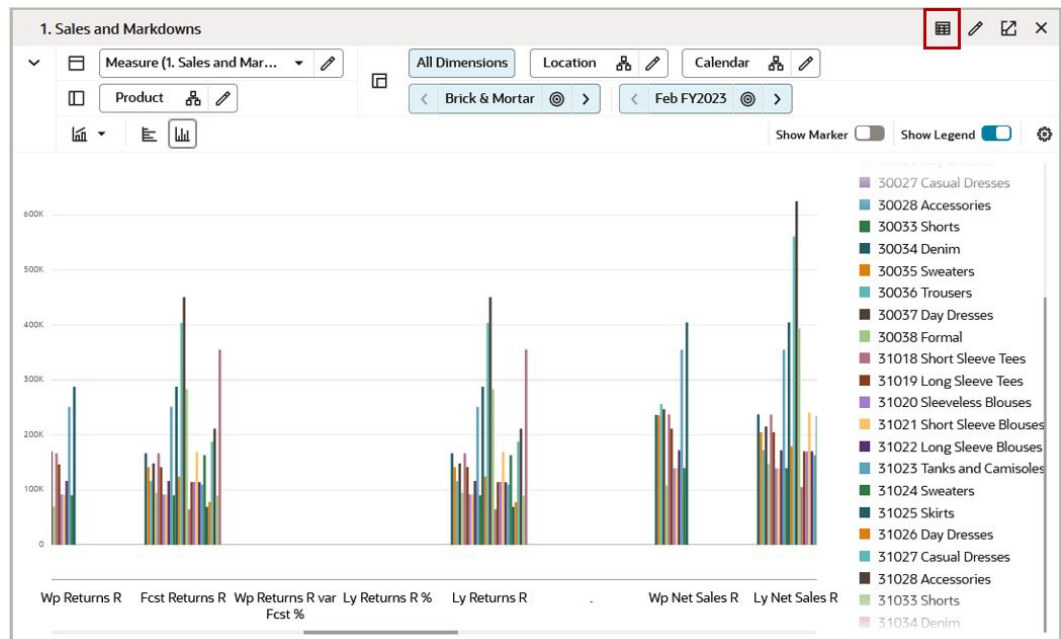 1. Sales and Markdowns
Measure (1. Sales and Mar...
All Dimensions
Location
Calendar
Product
Brick & Mortar
Feb FY2023
Show Marker
Show Legend
600K
500K
400K
300K
200K
100K
0
Wp Returns R
Fcst Returns R
Wp Returns R var
Fcst %
Ly Returns R %
Ly Returns R
.
Wp Net Sales R
Ly Net Sales R
30027 Casual Dresses
30028 Accessories
30033 Shorts
30034 Denim
30035 Sweaters
30036 Trousers
30037 Day Dresses
30038 Formal
31018 Short Sleeve Tees
31019 Long Sleeve Tees
31020 Sleeveless Blouses
31021 Short Sleeve Blouses
31022 Long Sleeve Blouses
31023 Tanks and Camisoles
31024 Sweaters
31025 Skirts
31026 Day Dresses
31027 Casual Dresses
31028 Accessories
31033 Shorts
31034 Denim